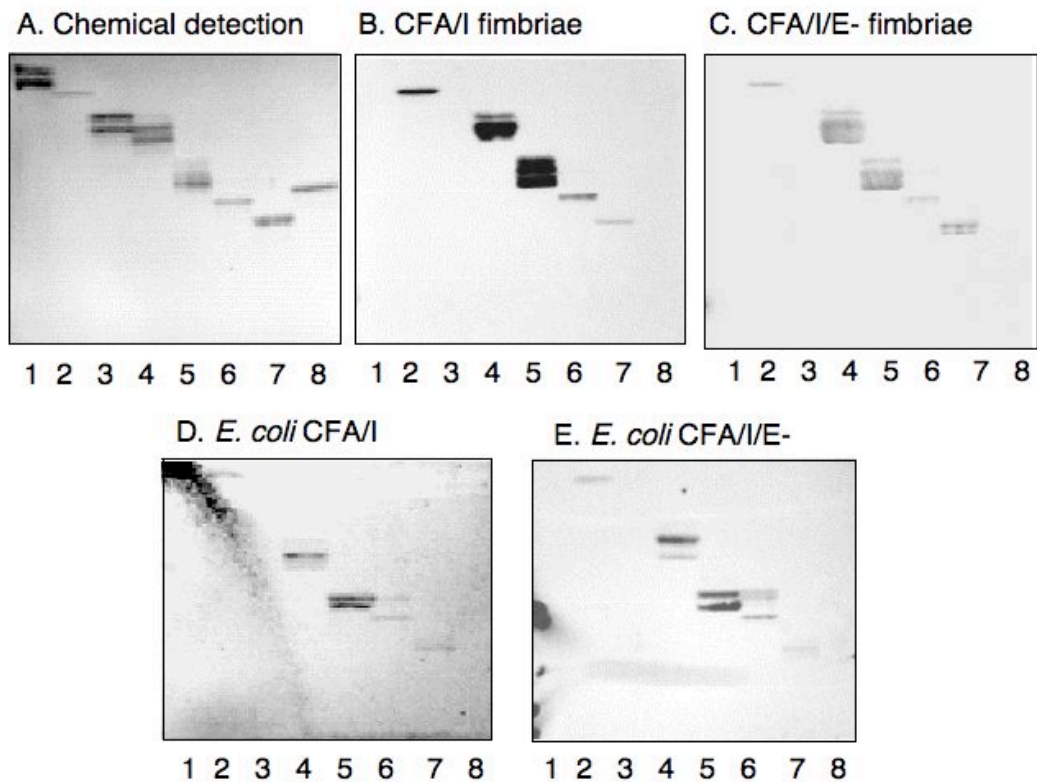 A. Chemical detection
B. CFA/I fimbriae
C. CFA/I/E- fimbriae
1 2 3 4 5 6 7 8
1 2 3 4 5 6 7 8
1 2 3 4 5 6 7 8
D. E. coli CFA/I
E. E. coli CFA/I/E-
1 2 3 4 5 6 7 8
1 2 3 4 5 6 7 8